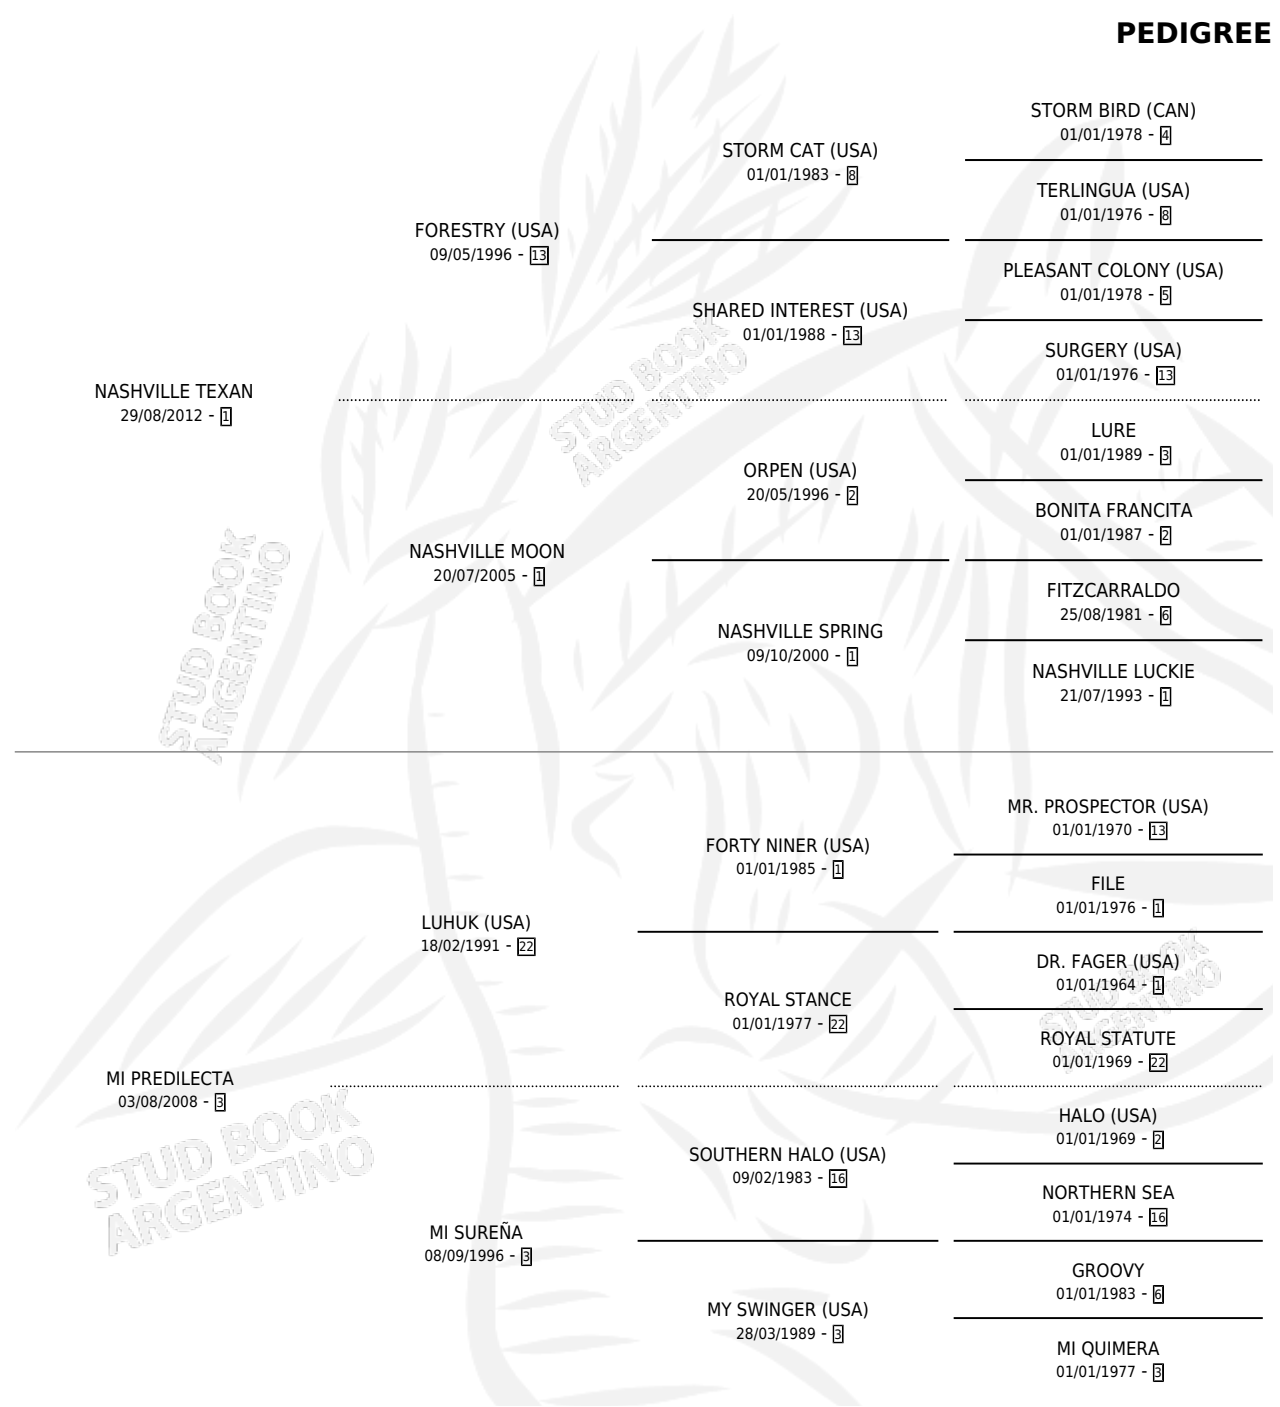 PEDIGREE
STORM BIRD (CAN)
01/01/1978 - 4
STORM CAT (USA)
01/01/1983 - 8
TERLINGUA (USA)
01/01/1976 - 8
FORESTRY (USA)
09/05/1996 - 13
PLEASANT COLONY (USA)
01/01/1978 - 5
SHARED INTEREST (USA)
01/01/1988 - 13
SURGERY (USA)
01/01/1976 - 13
NASHVILLE TEXAN
29/08/2012 - 1
LURE
01/01/1989 - 3
ORPEN (USA)
20/05/1996 - 2
BONITA FRANCITA
01/01/1987 - 2
NASHVILLE MOON
20/07/2005 - 1
FITZCARRALDO
25/08/1981 - 6
NASHVILLE SPRING
09/10/2000 - 1
NASHVILLE LUCKIE
21/07/1993 - 1
MR. PROSPECTOR (USA)
01/01/1970 - 13
FORTY NINER (USA)
01/01/1985 - 1
FILE
01/01/1976 - 1
LUHUK (USA)
18/02/1991 - 22
DR. FAGER (USA)
01/01/1964 - 1
ROYAL STANCE
01/01/1977 - 22
ROYAL STATUTE
01/01/1969 - 22
MI PREDILECTA
03/08/2008 - 3
HALO (USA)
01/01/1969 - 2
SOUTHERN HALO (USA)
09/02/1983 - 16
NORTHERN SEA
01/01/1974 - 16
MI SUREÑA
08/09/1996 - 3
GROOVY
01/01/1983 - 6
MY SWINGER (USA)
28/03/1989 - 3
MI QUIMERA
01/01/1977 - 3
STUD BOOK
ARGENTINO
STUD BOOK
ARGENTINO
STUD BOOK
ARGENTINO
STUD BOOK
ARGENTINO